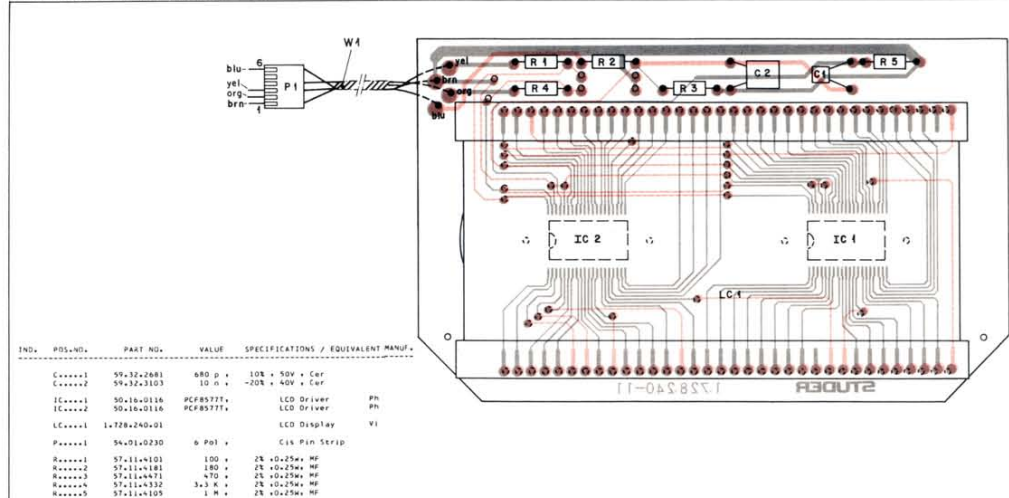 W1
6
blu
yel
org
brn
1
P1
yel
brn
org
blu
R 1
R 2
R 5
R 4
R 3
C 2
C1
IC 2
IC 1
LC 1
1.728.240-11
STUDER
IND. POS.NO. PART NO. VALUE SPECIFICATIONS / EQUIVALENT MANUF.
C.....1 59.32.2681 680 p , 10% , 50V , Cer
C.....2 59.32.3103 10 n , -20% , 40V , Cer
IC....1 50.16.0116 PCF8577T, LCD Driver Ph
IC....2 50.16.0116 PCF8577T, LCD Driver Ph
LC....1 1.728.240.01 LCD Display Vi
P.....1 54.01.0230 6 Pol , Cis Pin Strip
R.....1 57.11.4101 100 , 2% ,0.25W, MF
R.....2 57.11.4181 180 , 2% ,0.25W, MF
R.....3 57.11.4471 470 , 2% ,0.25W, MF
R.....4 57.11.4332 3.3 K , 2% ,0.25W, MF
R.....5 57.11.4105 1 M , 2% ,0.25W, MF